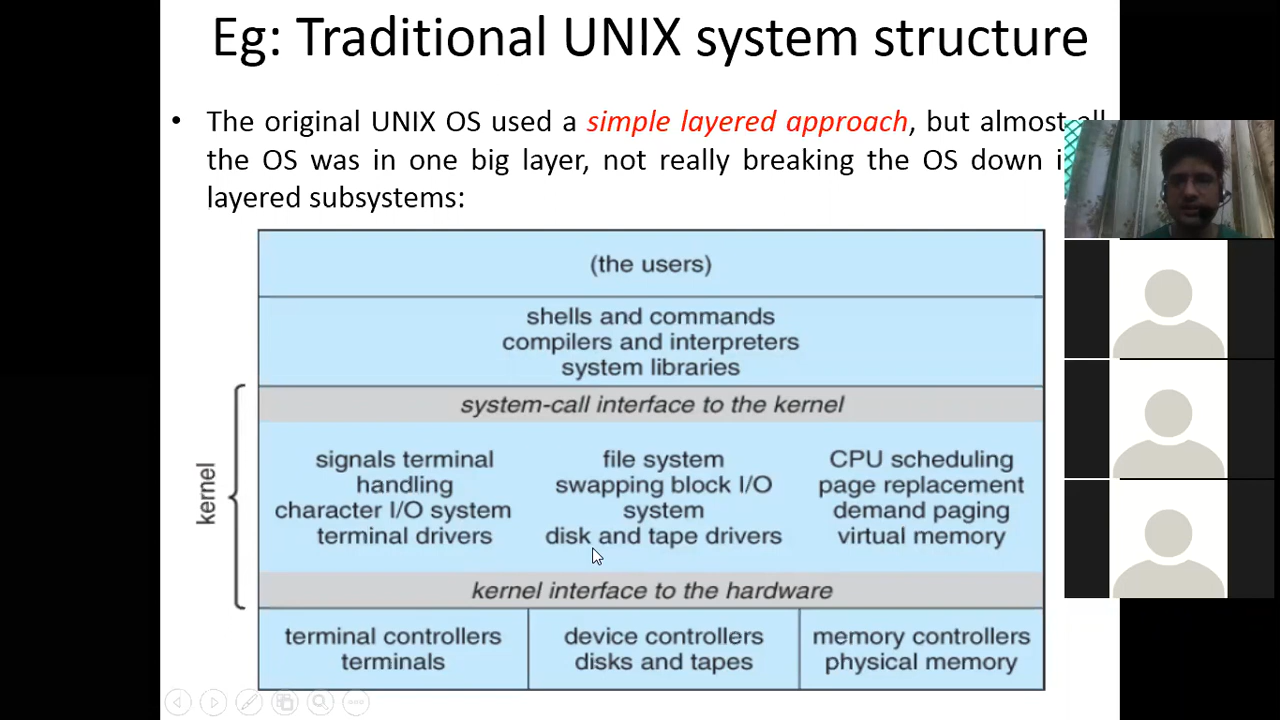 Eg: Traditional UNIX system structure
• The original UNIX OS used a simple layered approach, but almost all
the OS was in one big layer, not really breaking the OS down
layered subsystems:
(the users)
shells and commands
compilers and interpreters
system libraries
system-call interface to the kernel
kernel
signals terminal
handling
character I/O system
terminal drivers
file system
swapping block I/O
system
disk and tape drivers
CPU scheduling
page replacement
demand paging
virtual memory
kernel interface to the hardware
terminal controllers
terminals
device controllers
disks and tapes
memory controllers
physical memory